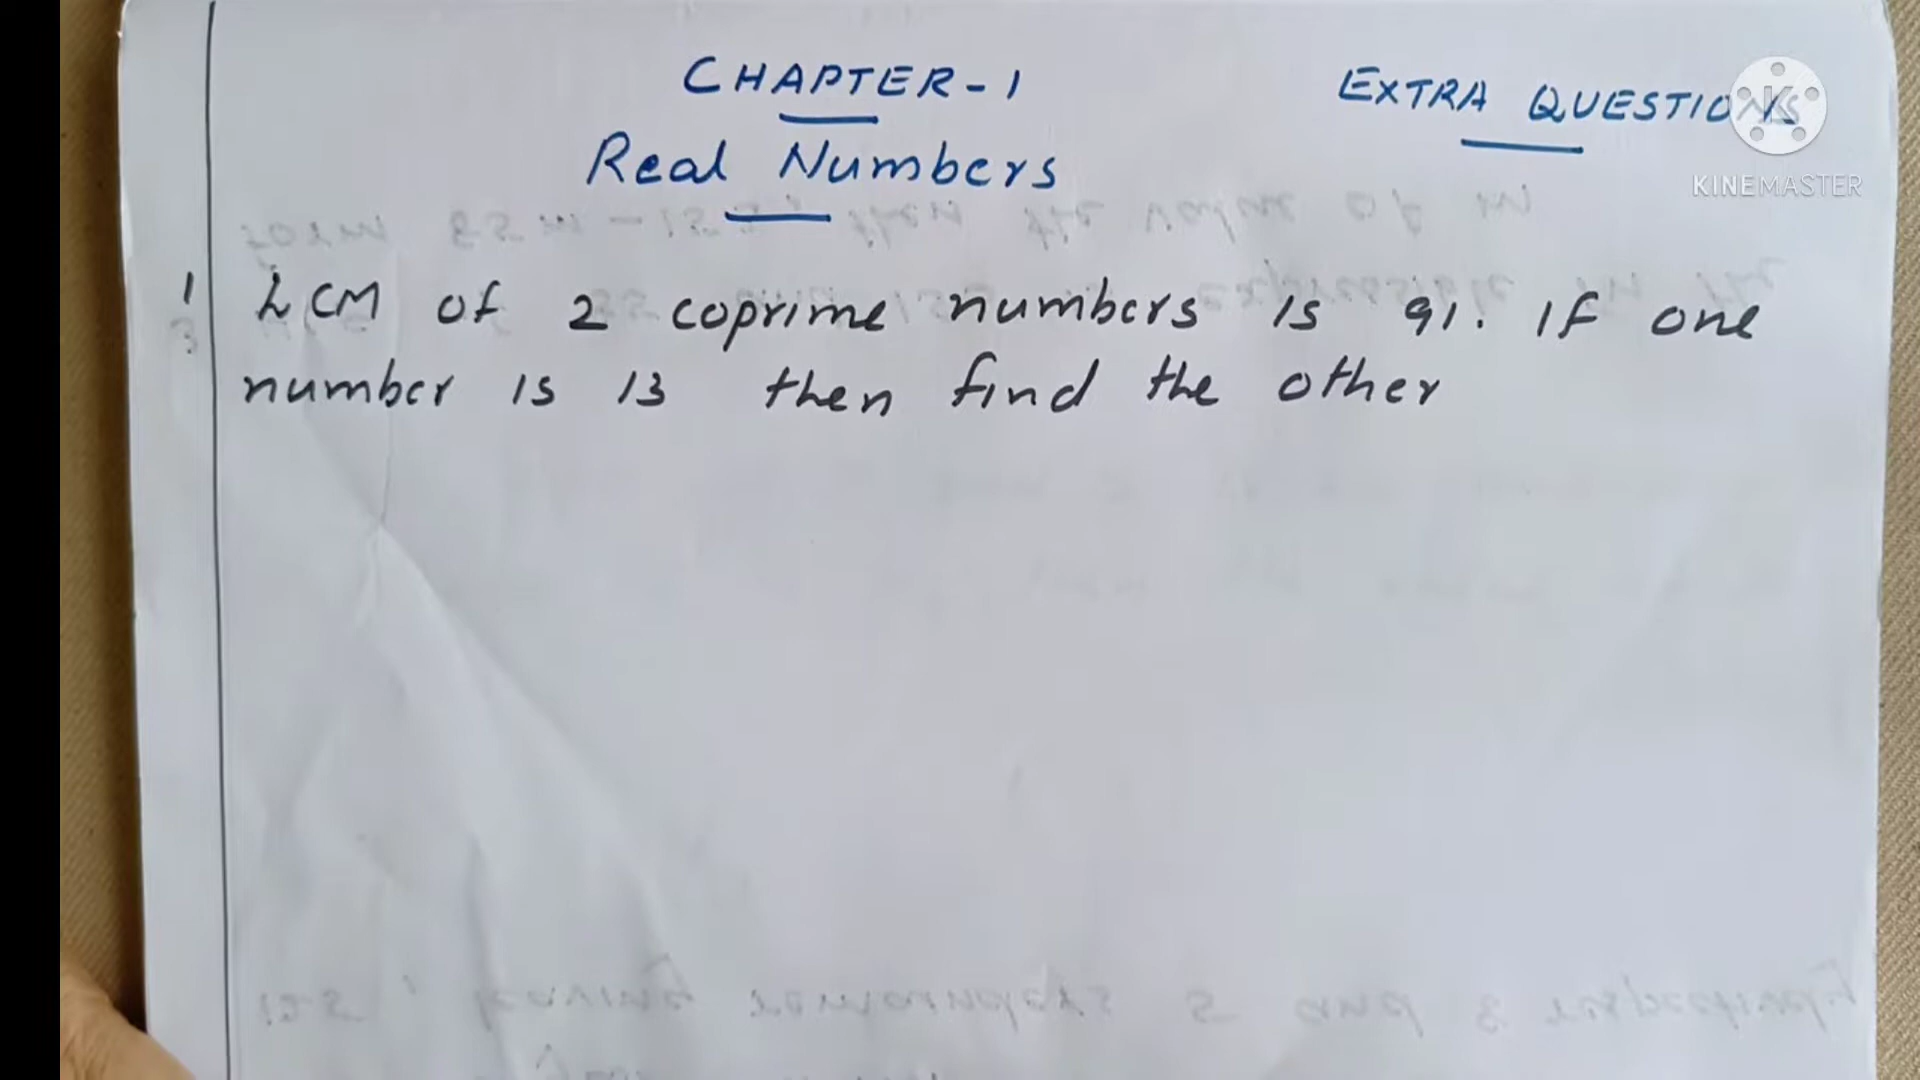 CHAPTER-1
EXTRA QUESTIONS
KINEMASTER
Real Numbers
1 LCM of 2 coprime numbers is 91. If one
number is 13 then find the other